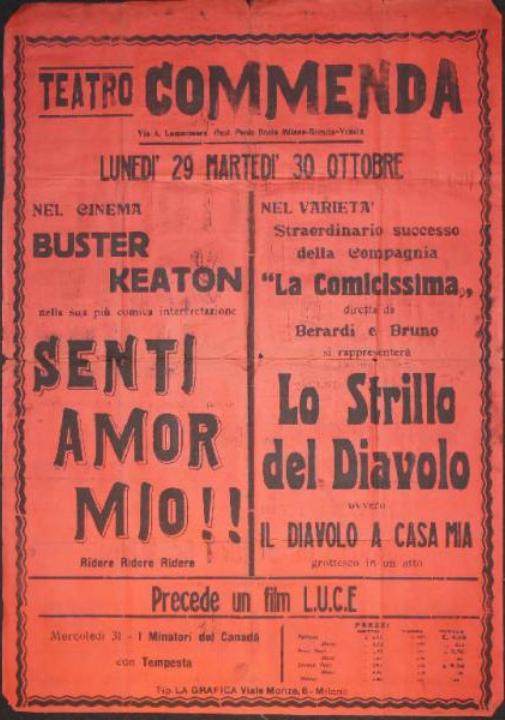 TEATRO COMMENDA
Via A.
LUNEDI' 29 MARTEDI' 30 OTTOBRE
NEL CINEMA
BUSTER
KEATON
nella sua più comica interpretazione
SENTI
AMOR
MIO!!
Ridere Ridere Ridere
NEL VARIETA'
Straordinario successo
della Compagnia
"La Comicissima„
diretta da
Berardi e Bruno
si rappresenterà
Lo Strillo
del Diavolo
ovvero
IL DIAVOLO A CASA MIA
grottesco in un atto
Precede un film L.U.C.E
Mercoledì 31 - I Minatori del Canadà
con Tempesta
PREZZI
Tip. LA GRAFICA Viale Monza, 6 - Milano